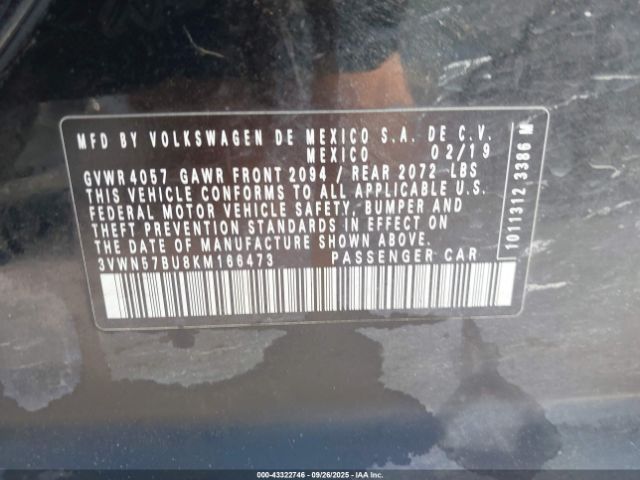 MFD BY VOLKSWAGEN DE MEXICO S.A. DE C.V.
MEXICO 02/19
GVWR 4057 GAWR FRONT 2094 / REAR 2072 LBS
THIS VEHICLE CONFORMS TO ALL APPLICABLE U.S.
FEDERAL MOTOR VEHICLE SAFETY, BUMPER AND
THEFT PREVENTION STANDARDS IN EFFECT ON
THE DATE OF MANUFACTURE SHOWN ABOVE.
3VWN57BU8KM166473 PASSENGER CAR
1011312 3386 M
000-43322746 - 09/26/2025 - Copyright © 2025 IAA, Inc.